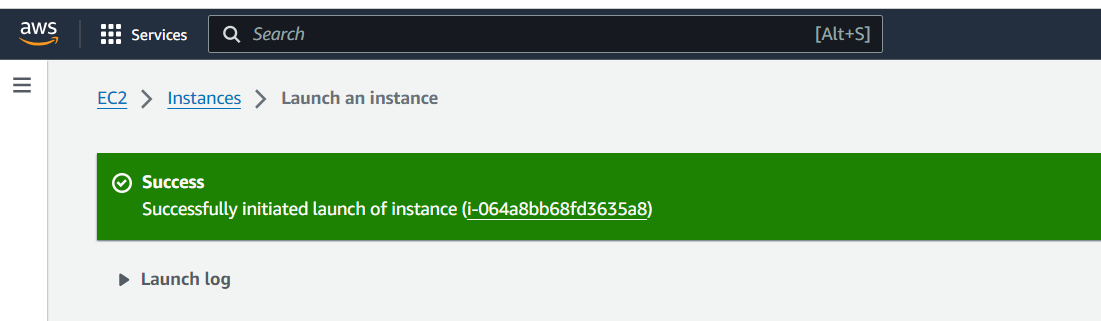 aws
Services
Search
[Alt+S]
EC2
Instances
Launch an instance
Success
Successfully initiated launch of instance (i-064a8bb68fd3635a8)
Launch log